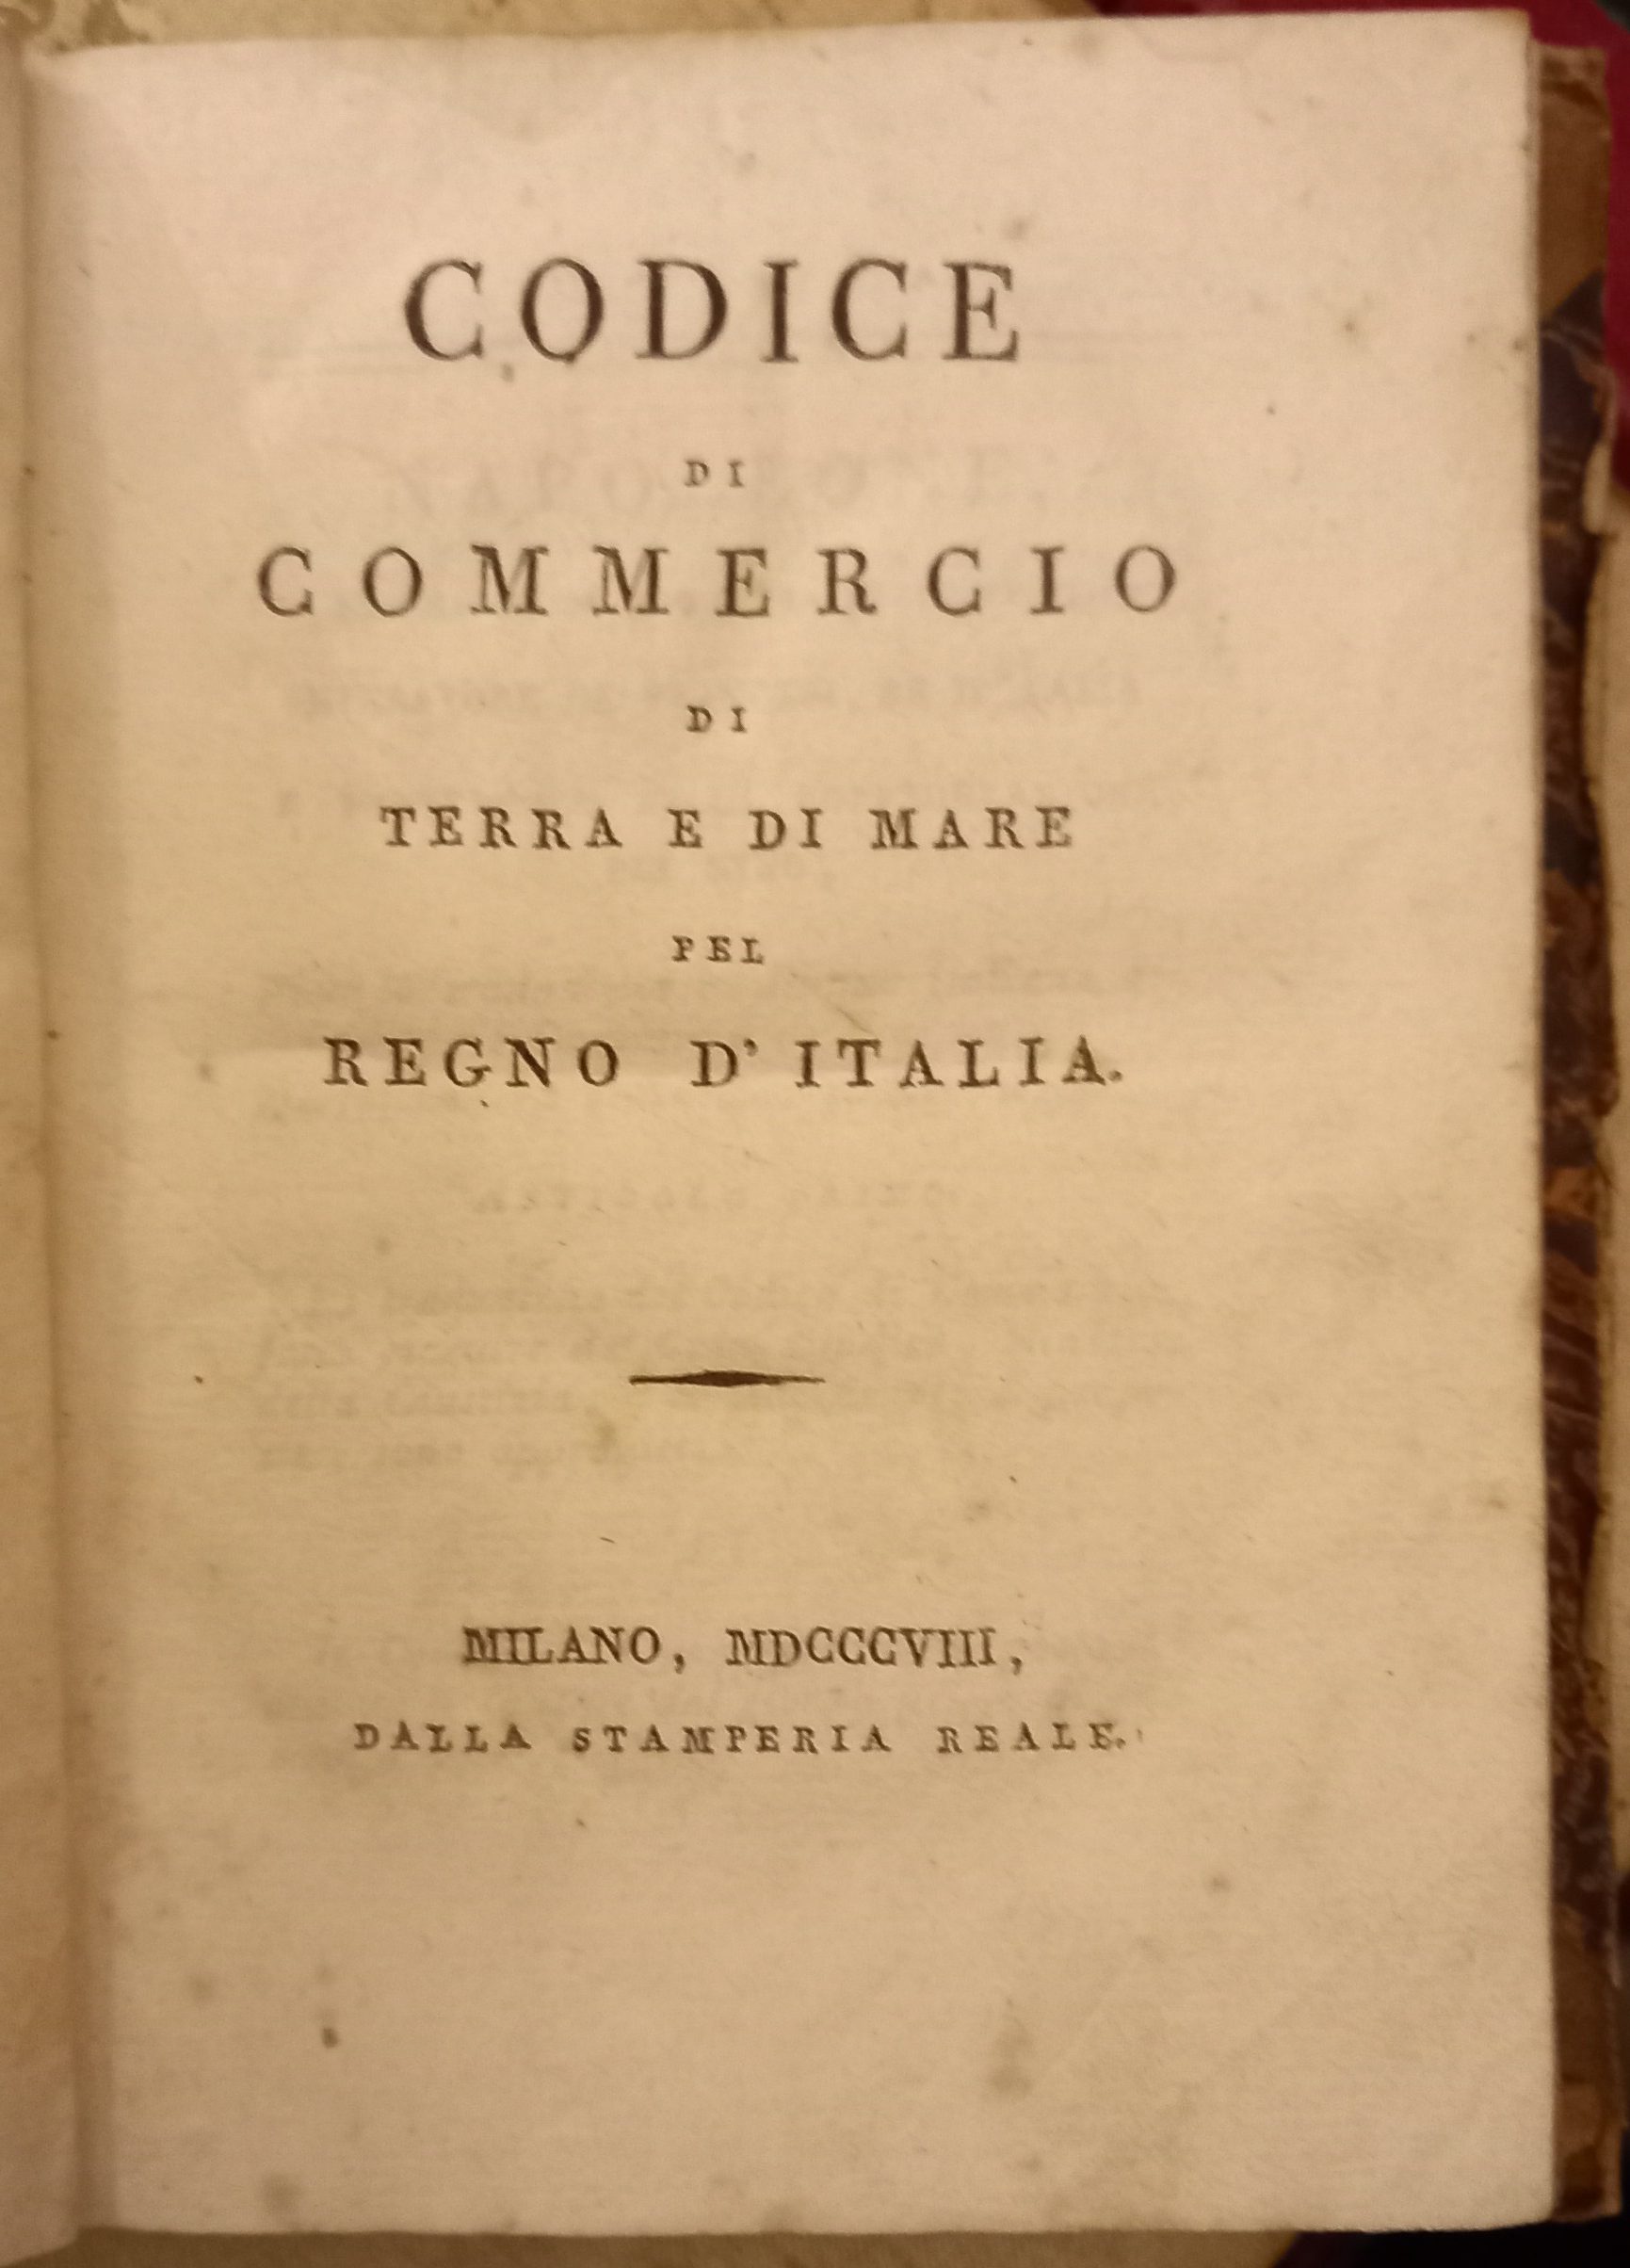 CODICE
DI
COMMERCIO
DI
TERRA E DI MARE
PEL
REGNO D' ITALIA.
MILANO, MDCCCVIII,
DALLA STAMPERIA REALE.